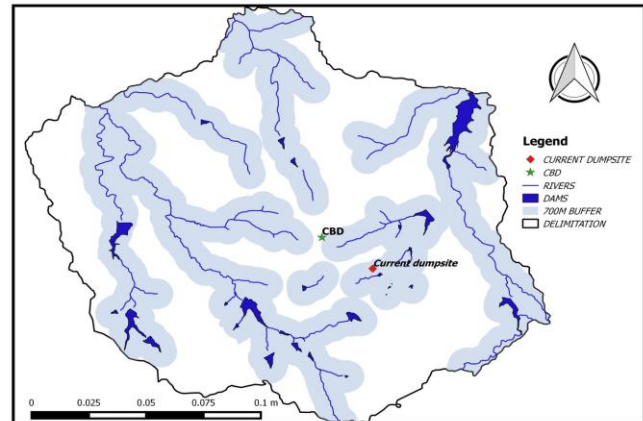 Legend
CURRENT DUMPSITE
CBD
RIVERS
DAMS
700M BUFFER
DELIMITATION
CBD
Current dumpsite
0 0.025 0.05 0.075 0.1 m